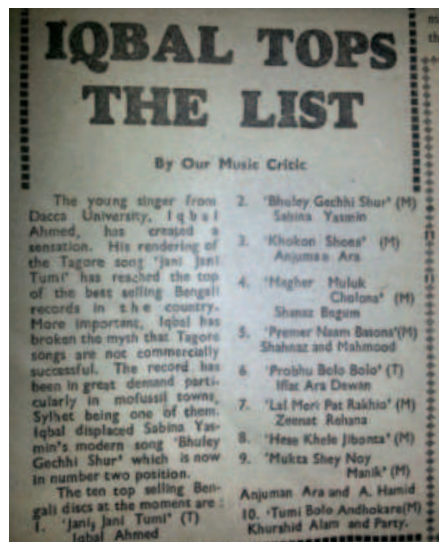 IQBAL TOPS
THE LIST
By Our Music Critic
The young singer from
Dacca University, Iqbal
Ahmed, has created a
sensation. His rendering of
the Tagore song 'Jani Jani
Tumi' has reached the top
of the best selling Bengali
records in the country.
More important, Iqbal has
broken the myth that Tagore
songs are not commercially
successful. The record has
been in great demand parti-
cularly in mofussil towns,
Sylhet being one of them.
Iqbal displaced Sabina Yas-
min's modern song 'Bhuley
Gechhi Shur' which is now
in number two position.
The ten top selling Ben-
gali discs at the moment are :
1. 'Jani, Jani Tumi' (T)
Iqbal Ahmed
2. 'Bhuley Gechhi Shur' (M)
Sabina Yasmin
3. 'Khokon Shona' (M)
Anjuman Ara
4. 'Magher Muluk
Cholona' (M)
Shanaz Begum
5. 'Premer Naam Basona'(M)
Shahnaz and Mahmood
6. 'Probhu Bolo Bolo' (T)
Iffat Ara Dewan
7. 'Lal Meri Pat Rakhio' (M)
Zeenat Rehana
8. 'Hese Khele Jibonta' (M)
9. 'Mukta Shey Noy
Manik' (M)
Anjuman Ara and A. Hamid
10. 'Tumi Bolo Andhokare(M)
Khurshid Alam and Party.